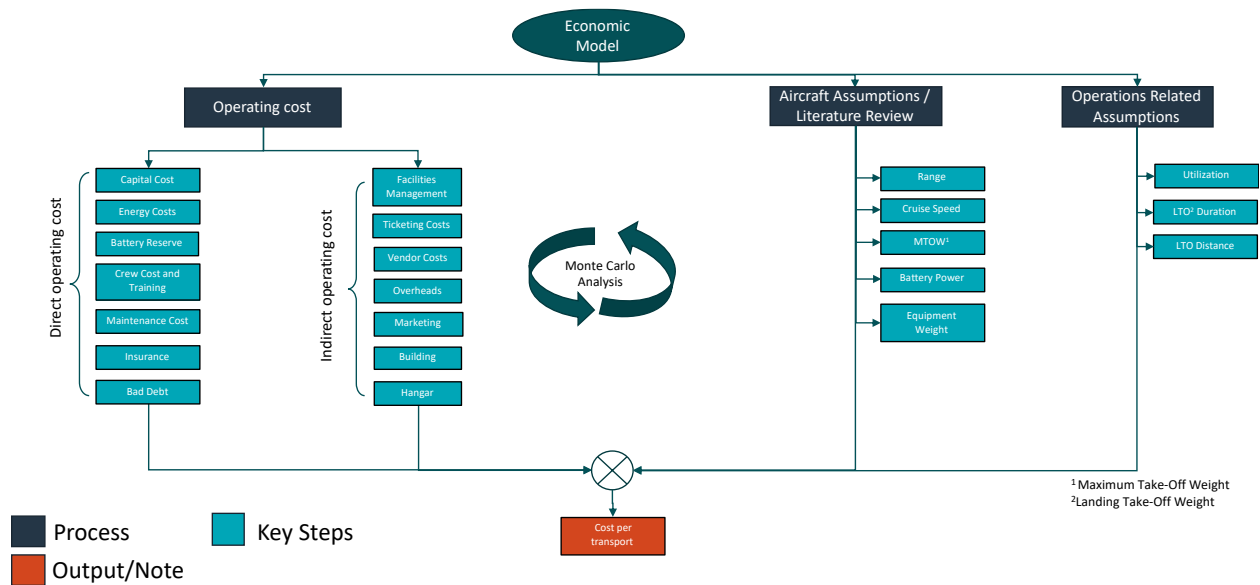 Economic
Model
Operating cost
Aircraft Assumptions /
Literature Review
Operations Related
Assumptions
Direct operating cost
Capital Cost
Energy Costs
Battery Reserve
Crew Cost and
Training
Maintenance Cost
Insurance
Bad Debt
Indirect operating cost
Facilities
Management
Ticketing Costs
Vendor Costs
Overheads
Marketing
Building
Hangar
Monte Carlo
Analysis
Range
Cruise Speed
MTOW¹
Battery Power
Equipment
Weight
Utilization
LTO² Duration
LTO Distance
¹ Maximum Take-Off Weight
²Landing Take-Off Weight
Cost per
transport
Process
Key Steps
Output/Note